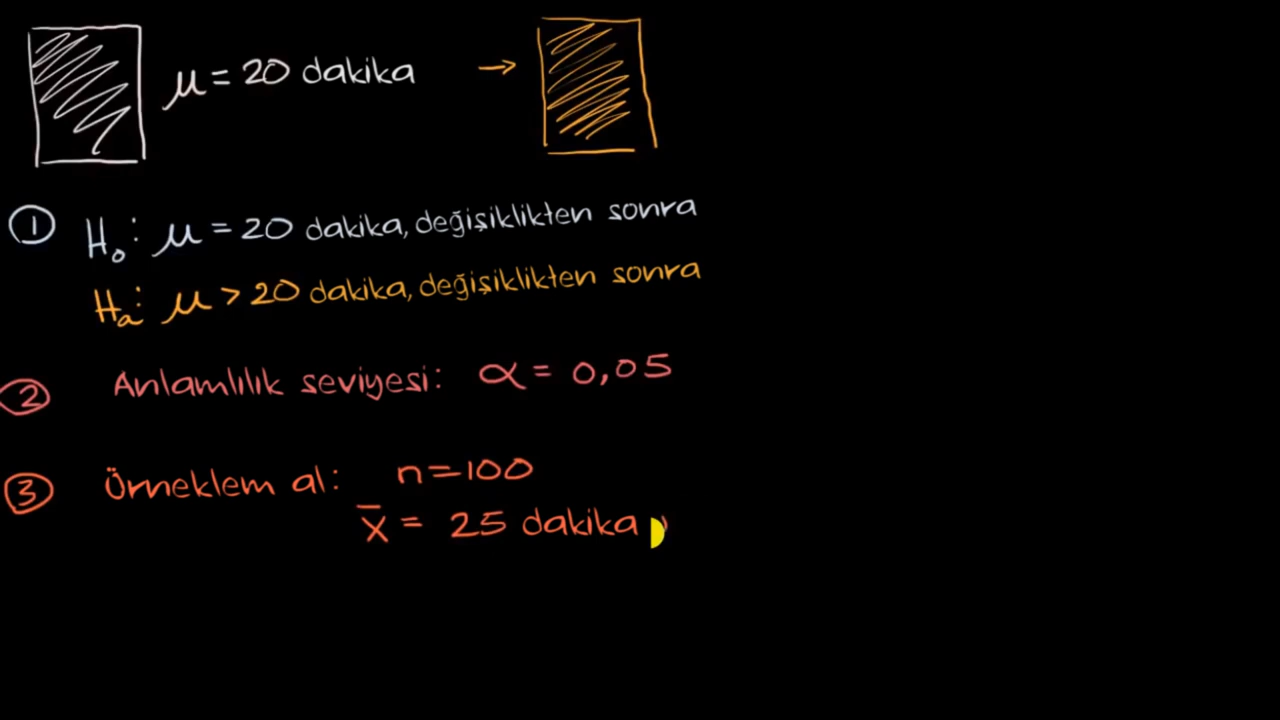 μ = 20 dakika →
1 H₀: μ = 20 dakika, değişiklikten sonra
Hₐ: μ > 20 dakika, değişiklikten sonra
2 Anlamlılık seviyesi: α = 0,05
3 Örneklem al: n=100
x̄ = 25 dakika